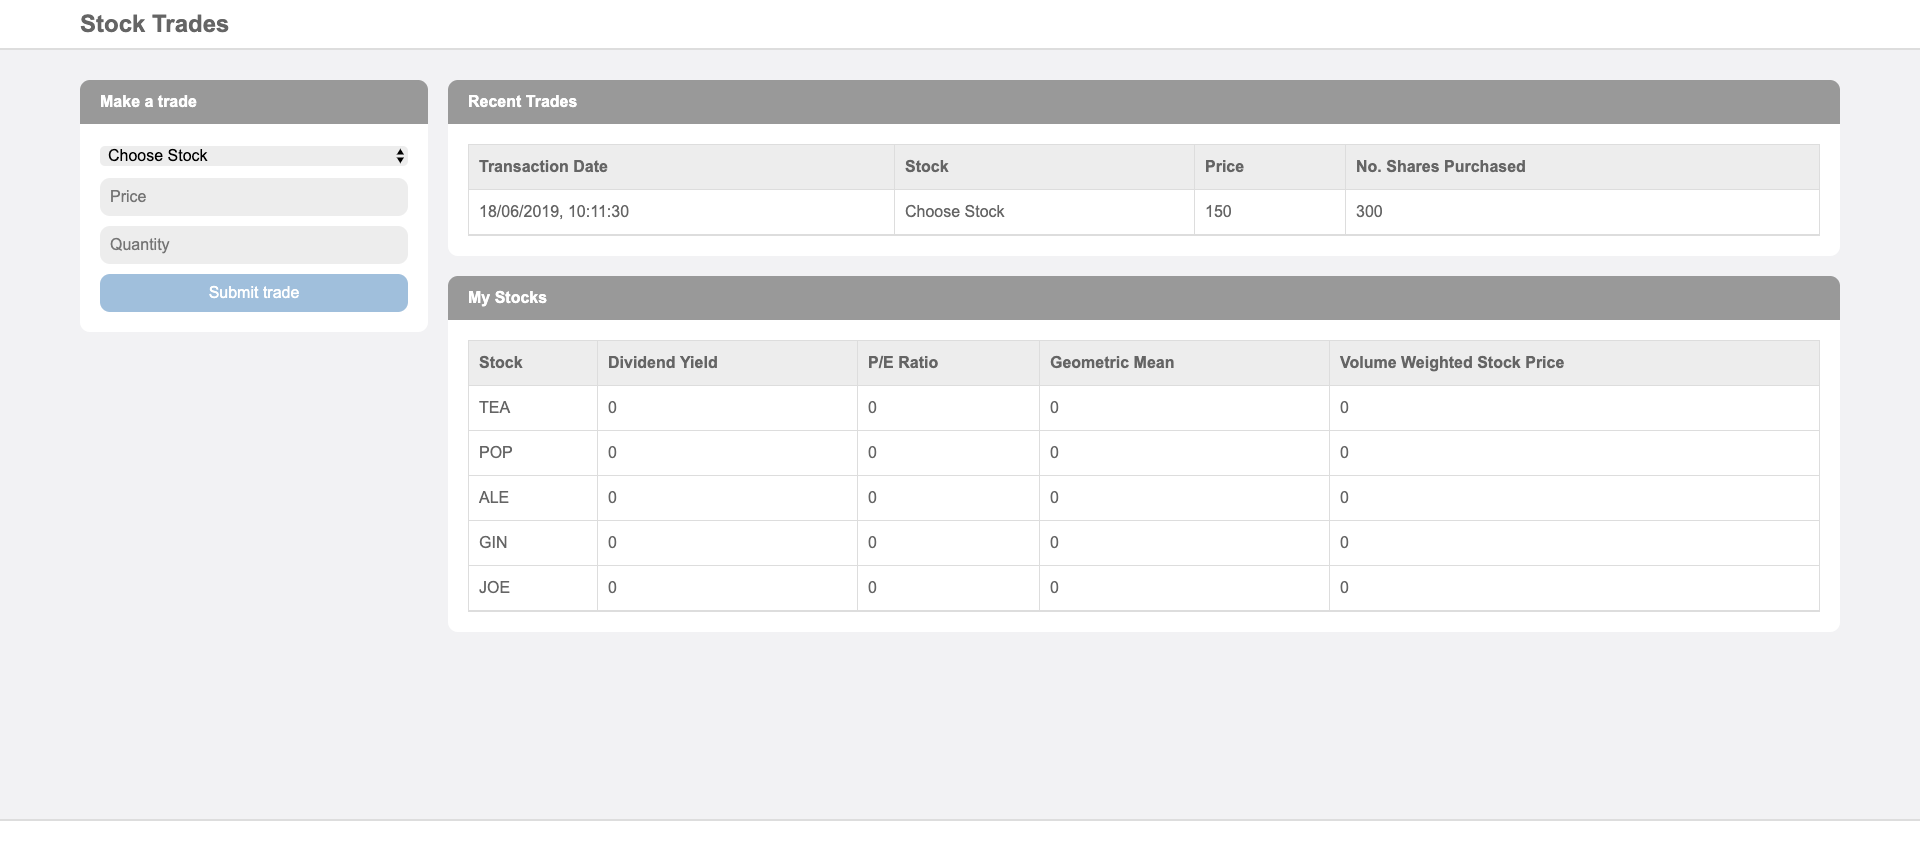 Stock Trades
Make a trade
Choose Stock
Price
Quantity
Submit trade
Recent Trades
Transaction Date Stock Price No. Shares Purchased
18/06/2019, 10:11:30 Choose Stock 150 300
My Stocks
Stock Dividend Yield P/E Ratio Geometric Mean Volume Weighted Stock Price
TEA 0 0 0 0
POP 0 0 0 0
ALE 0 0 0 0
GIN 0 0 0 0
JOE 0 0 0 0